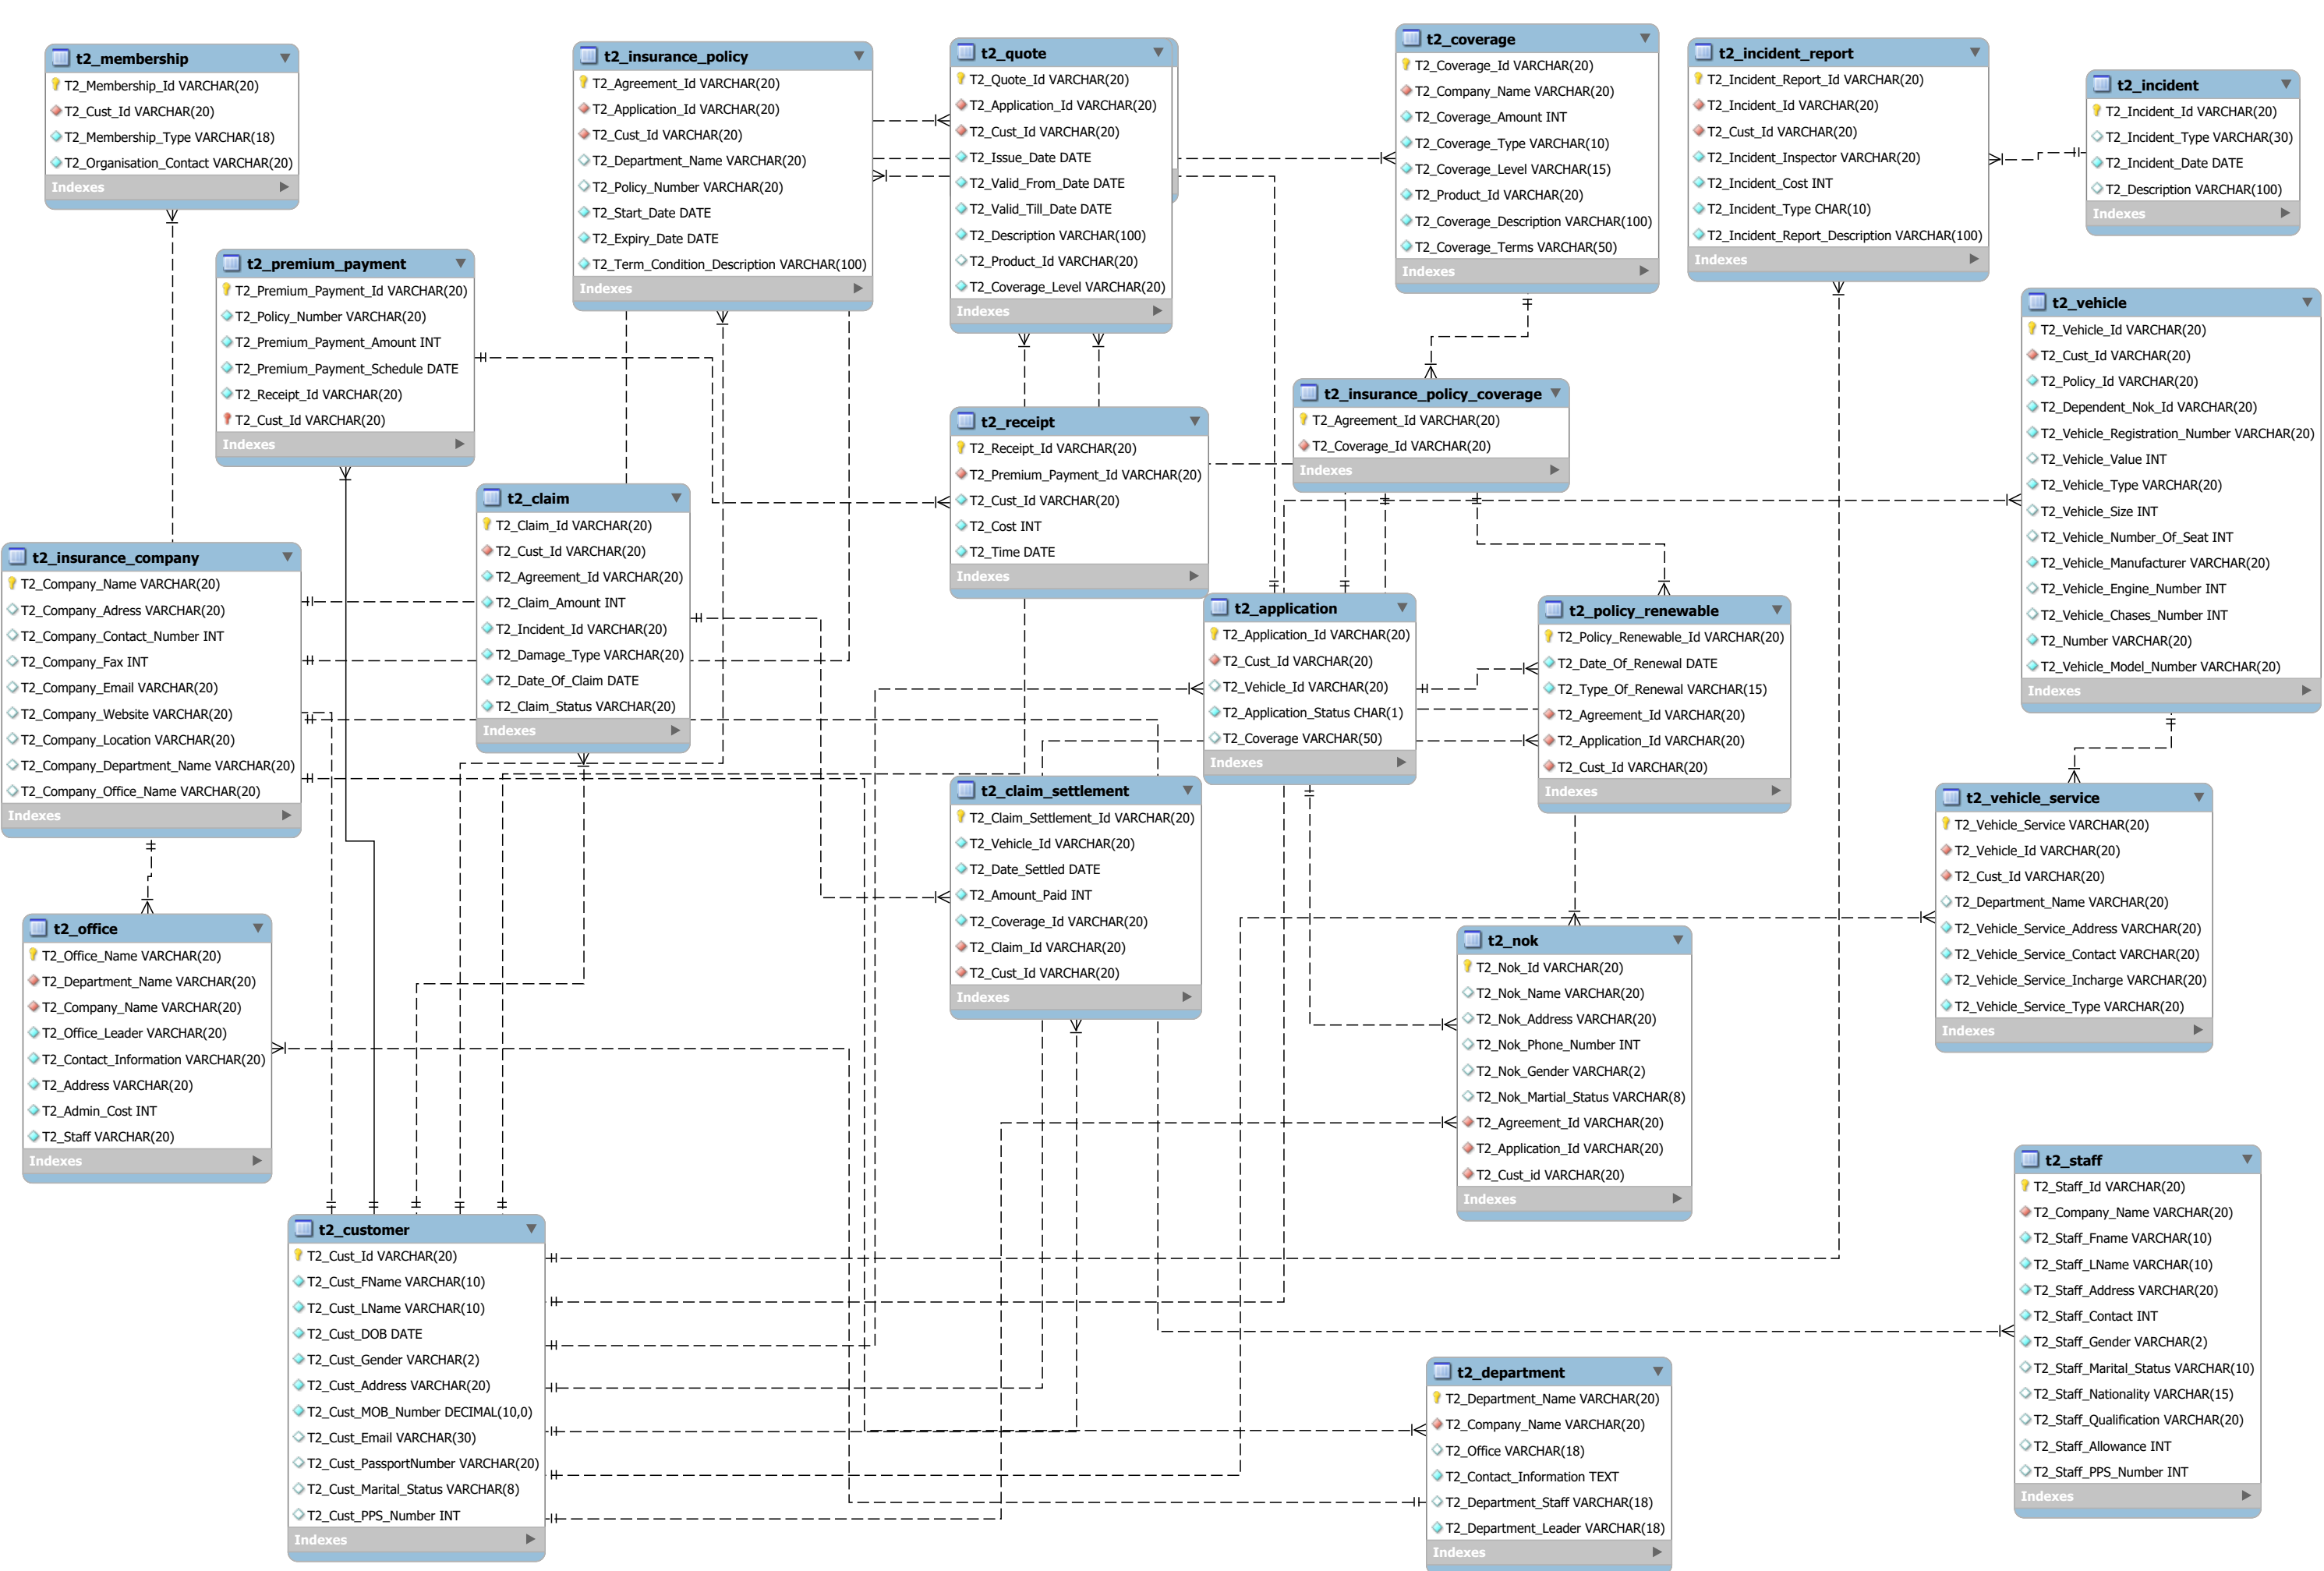 t2_membership
T2_Membership_Id VARCHAR(20)
T2_Cust_Id VARCHAR(20)
T2_Membership_Type VARCHAR(18)
T2_Organisation_Contact VARCHAR(20)
Indexes
t2_insurance_policy
T2_Agreement_Id VARCHAR(20)
T2_Application_Id VARCHAR(20)
T2_Cust_Id VARCHAR(20)
T2_Department_Name VARCHAR(20)
T2_Policy_Number VARCHAR(20)
T2_Start_Date DATE
T2_Expiry_Date DATE
T2_Term_Condition_Description VARCHAR(100)
Indexes
t2_quote
T2_Quote_Id VARCHAR(20)
T2_Application_Id VARCHAR(20)
T2_Cust_Id VARCHAR(20)
T2_Issue_Date DATE
T2_Valid_From_Date DATE
T2_Valid_Till_Date DATE
T2_Description VARCHAR(100)
T2_Product_Id VARCHAR(20)
T2_Coverage_Level VARCHAR(20)
Indexes
t2_coverage
T2_Coverage_Id VARCHAR(20)
T2_Company_Name VARCHAR(20)
T2_Coverage_Amount INT
T2_Coverage_Type VARCHAR(10)
T2_Coverage_Level VARCHAR(15)
T2_Product_Id VARCHAR(20)
T2_Coverage_Description VARCHAR(100)
T2_Coverage_Terms VARCHAR(50)
Indexes
t2_incident_report
T2_Incident_Report_Id VARCHAR(20)
T2_Incident_Id VARCHAR(20)
T2_Cust_Id VARCHAR(20)
T2_Incident_Inspector VARCHAR(20)
T2_Incident_Cost INT
T2_Incident_Type CHAR(10)
T2_Incident_Report_Description VARCHAR(100)
Indexes
t2_incident
T2_Incident_Id VARCHAR(20)
T2_Incident_Type VARCHAR(30)
T2_Incident_Date DATE
T2_Description VARCHAR(100)
Indexes
t2_premium_payment
T2_Premium_Payment_Id VARCHAR(20)
T2_Policy_Number VARCHAR(20)
T2_Premium_Payment_Amount INT
T2_Premium_Payment_Schedule DATE
T2_Receipt_Id VARCHAR(20)
T2_Cust_Id VARCHAR(20)
Indexes
t2_vehicle
T2_Vehicle_Id VARCHAR(20)
T2_Cust_Id VARCHAR(20)
T2_Policy_Id VARCHAR(20)
T2_Dependent_Nok_Id VARCHAR(20)
T2_Vehicle_Registration_Number VARCHAR(20)
T2_Vehicle_Value INT
T2_Vehicle_Type VARCHAR(20)
T2_Vehicle_Size INT
T2_Vehicle_Number_Of_Seat INT
T2_Vehicle_Manufacturer VARCHAR(20)
T2_Vehicle_Engine_Number INT
T2_Vehicle_Chases_Number INT
T2_Number VARCHAR(20)
T2_Vehicle_Model_Number VARCHAR(20)
Indexes
t2_receipt
T2_Receipt_Id VARCHAR(20)
T2_Premium_Payment_Id VARCHAR(20)
T2_Cust_Id VARCHAR(20)
T2_Cost INT
T2_Time DATE
Indexes
t2_insurance_policy_coverage
T2_Agreement_Id VARCHAR(20)
T2_Coverage_Id VARCHAR(20)
Indexes
t2_claim
T2_Claim_Id VARCHAR(20)
T2_Cust_Id VARCHAR(20)
T2_Agreement_Id VARCHAR(20)
T2_Claim_Amount INT
T2_Incident_Id VARCHAR(20)
T2_Damage_Type VARCHAR(20)
T2_Date_Of_Claim DATE
T2_Claim_Status VARCHAR(20)
Indexes
t2_insurance_company
T2_Company_Name VARCHAR(20)
T2_Company_Adress VARCHAR(20)
T2_Company_Contact_Number INT
T2_Company_Fax INT
T2_Company_Email VARCHAR(20)
T2_Company_Website VARCHAR(20)
T2_Company_Location VARCHAR(20)
T2_Company_Department_Name VARCHAR(20)
T2_Company_Office_Name VARCHAR(20)
Indexes
t2_application
T2_Application_Id VARCHAR(20)
T2_Cust_Id VARCHAR(20)
T2_Vehicle_Id VARCHAR(20)
T2_Application_Status CHAR(1)
T2_Coverage VARCHAR(50)
Indexes
t2_policy_renewable
T2_Policy_Renewable_Id VARCHAR(20)
T2_Date_Of_Renewal DATE
T2_Type_Of_Renewal VARCHAR(15)
T2_Agreement_Id VARCHAR(20)
T2_Application_Id VARCHAR(20)
T2_Cust_Id VARCHAR(20)
Indexes
t2_claim_settlement
T2_Claim_Settlement_Id VARCHAR(20)
T2_Vehicle_Id VARCHAR(20)
T2_Date_Settled DATE
T2_Amount_Paid INT
T2_Coverage_Id VARCHAR(20)
T2_Claim_Id VARCHAR(20)
T2_Cust_Id VARCHAR(20)
Indexes
t2_vehicle_service
T2_Vehicle_Service VARCHAR(20)
T2_Vehicle_Id VARCHAR(20)
T2_Cust_Id VARCHAR(20)
T2_Department_Name VARCHAR(20)
T2_Vehicle_Service_Address VARCHAR(20)
T2_Vehicle_Service_Contact VARCHAR(20)
T2_Vehicle_Service_Incharge VARCHAR(20)
T2_Vehicle_Service_Type VARCHAR(20)
Indexes
t2_office
T2_Office_Name VARCHAR(20)
T2_Department_Name VARCHAR(20)
T2_Company_Name VARCHAR(20)
T2_Office_Leader VARCHAR(20)
T2_Contact_Information VARCHAR(20)
T2_Address VARCHAR(20)
T2_Admin_Cost INT
T2_Staff VARCHAR(20)
Indexes
t2_nok
T2_Nok_Id VARCHAR(20)
T2_Nok_Name VARCHAR(20)
T2_Nok_Address VARCHAR(20)
T2_Nok_Phone_Number INT
T2_Nok_Gender VARCHAR(2)
T2_Nok_Martial_Status VARCHAR(8)
T2_Agreement_Id VARCHAR(20)
T2_Application_Id VARCHAR(20)
T2_Cust_id VARCHAR(20)
Indexes
t2_staff
T2_Staff_Id VARCHAR(20)
T2_Company_Name VARCHAR(20)
T2_Staff_Fname VARCHAR(10)
T2_Staff_LName VARCHAR(10)
T2_Staff_Address VARCHAR(20)
T2_Staff_Contact INT
T2_Staff_Gender VARCHAR(2)
T2_Staff_Marital_Status VARCHAR(10)
T2_Staff_Nationality VARCHAR(15)
T2_Staff_Qualification VARCHAR(20)
T2_Staff_Allowance INT
T2_Staff_PPS_Number INT
Indexes
t2_customer
T2_Cust_Id VARCHAR(20)
T2_Cust_FName VARCHAR(10)
T2_Cust_LName VARCHAR(10)
T2_Cust_DOB DATE
T2_Cust_Gender VARCHAR(2)
T2_Cust_Address VARCHAR(20)
T2_Cust_MOB_Number DECIMAL(10,0)
T2_Cust_Email VARCHAR(30)
T2_Cust_PassportNumber VARCHAR(20)
T2_Cust_Marital_Status VARCHAR(8)
T2_Cust_PPS_Number INT
Indexes
t2_department
T2_Department_Name VARCHAR(20)
T2_Company_Name VARCHAR(20)
T2_Office VARCHAR(18)
T2_Contact_Information TEXT
T2_Department_Staff VARCHAR(18)
T2_Department_Leader VARCHAR(18)
Indexes